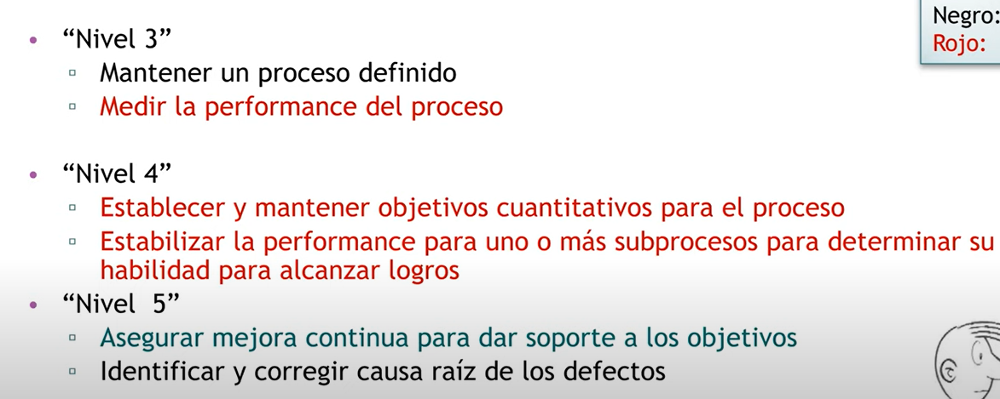 Negro:
Rojo:
• “Nivel 3”
▫ Mantener un proceso definido
▫ Medir la performance del proceso
• “Nivel 4”
▫ Establecer y mantener objetivos cuantitativos para el proceso
▫ Estabilizar la performance para uno o más subprocesos para determinar su
habilidad para alcanzar logros
• “Nivel 5”
▫ Asegurar mejora continua para dar soporte a los objetivos
▫ Identificar y corregir causa raíz de los defectos